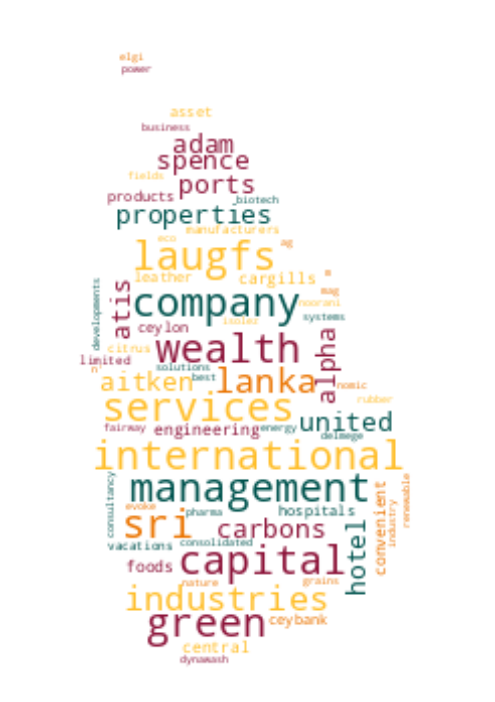 elgi
power
asset
business
adam
spence
fields
ports
products
biotech
properties
manufacturers
eco
ag
laugfs
leather
cargills
m
mag
developments
atis
company
noorani
systems
ceylon
isolez
citrus
wealth
alpha
limited
n
solutions
best
aitken
lanka
nomic
services
rubber
fairway
engineering
energy
united
delmege
international
consultancy
management
renewable
convenient
industry
evoke
sri
pharma
hospitals
carbons
hotel
vacations
consolidated
foods
capital
nature
grains
industries
green
ceybank
central
dynawash